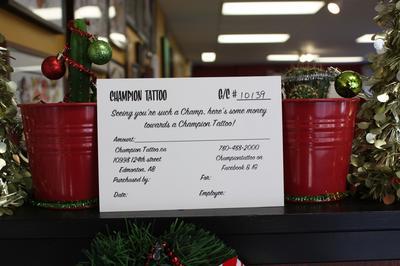 CHAMPION TATTOO G/C # 10139
Seeing you're such a Champ, here's some money
towards a Champion Tattoo!
Amount:
Champion Tattoo.ca 780-488-2000
10998 124th street Championtattoo on
Edmonton, AB Facebook & IG
Purchased by: For:
Date: Employee: